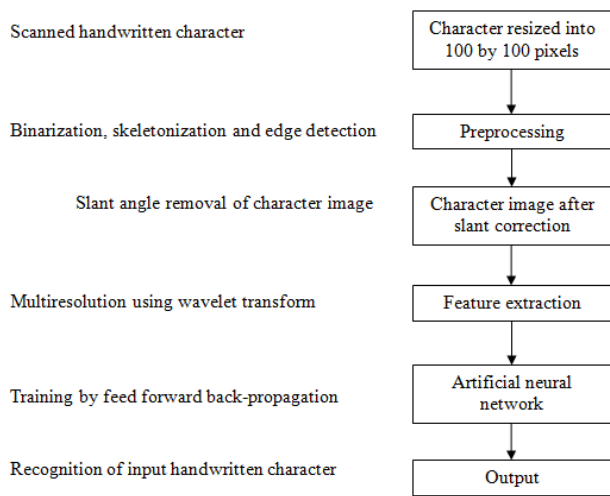 Scanned handwritten character
Character resized into
100 by 100 pixels
Binarization, skeletonization and edge detection
Preprocessing
Slant angle removal of character image
Character image after
slant correction
Multiresolution using wavelet transform
Feature extraction
Training by feed forward back-propagation
Artificial neural
network
Recognition of input handwritten character
Output